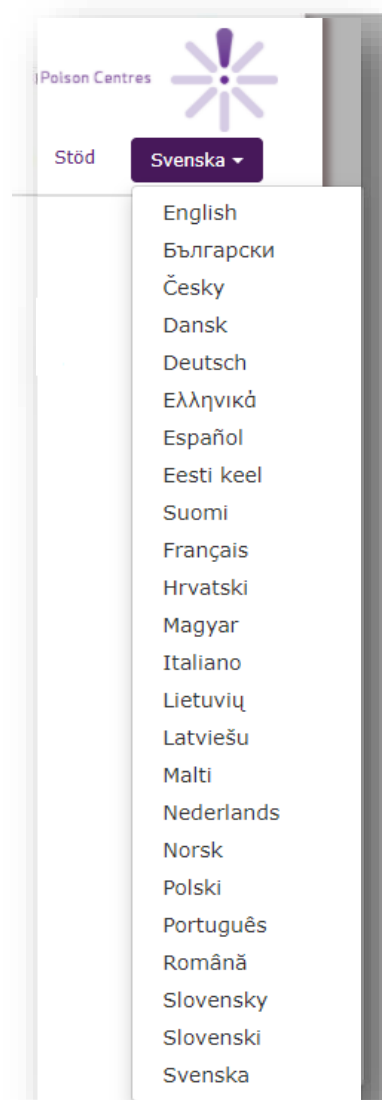 Polson Centres
Stöd
Svenska
English
Български
Česky
Dansk
Deutsch
Ελληνικά
Español
Eesti keel
Suomi
Français
Hrvatski
Magyar
Italiano
Lietuvių
Latviešu
Malti
Nederlands
Norsk
Polski
Português
Română
Slovensky
Slovenski
Svenska